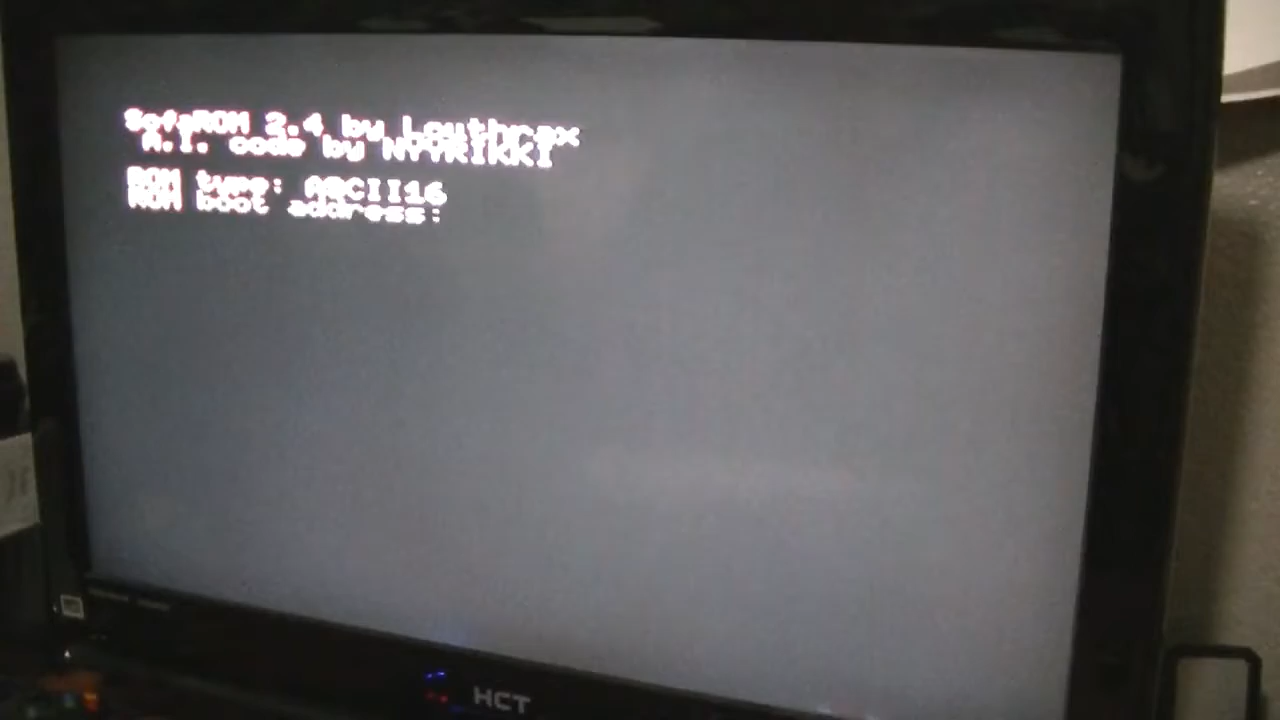 SofaROM 2.4 by Louthrax
A.I. code by NYYRIKKI
ROM type: ASCII16
ROM boot address:
HCT